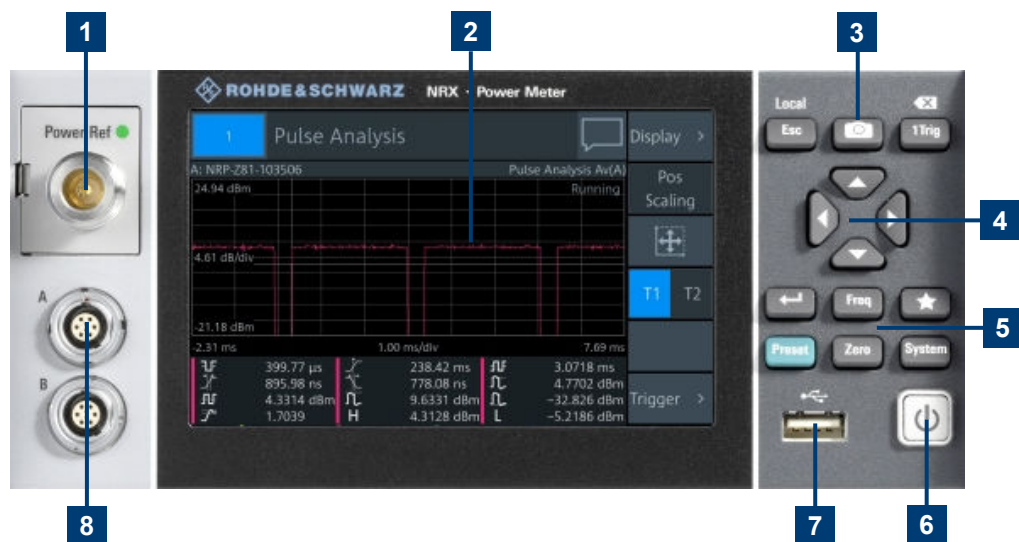 1
2
3
ROHDE & SCHWARZ NRX · Power Meter
Local
Power Ref
1 Pulse Analysis Display >
Esc 1Trig
A: NRP-Z81-103506 Pulse Analysis Av(A)
24.94 dBm Running
Pos
Scaling
4
4.61 dB/div
T1 T2
A
Freq
5
-21.18 dBm
-2.31 ms 1.00 ms/div 7.69 ms
Preset Zero System
399.77 µs 238.42 ms 3.0718 ms
895.98 ns 778.08 ns 4.7702 dBm
4.3314 dBm 9.6331 dBm -32.826 dBm
1.7039 H 4.3128 dBm L -5.2186 dBm
Trigger >
B
8
7
6